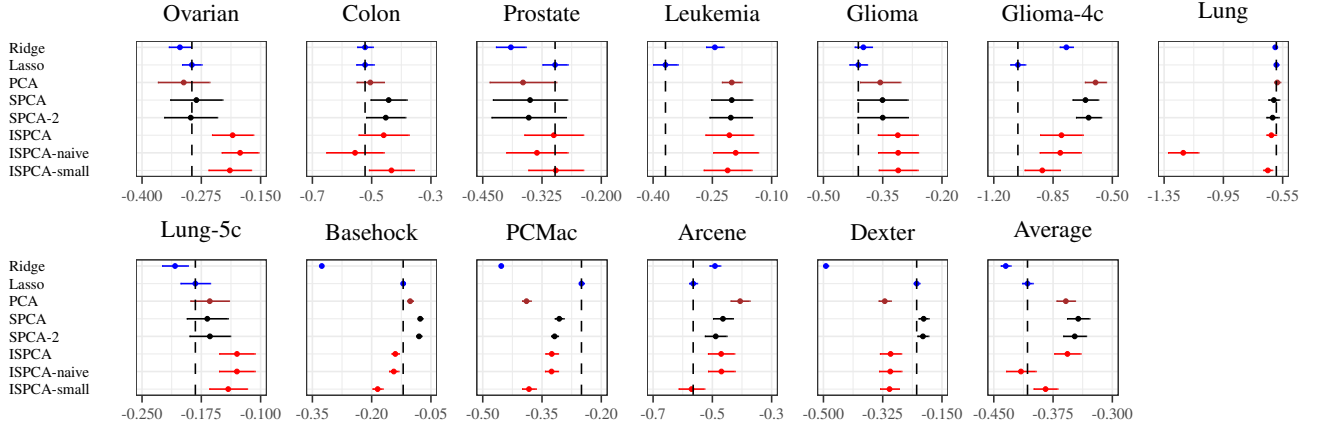 Ovarian Colon Prostate Leukemia Glioma Glioma-4c Lung
Ridge
Lasso
PCA
SPCA
SPCA-2
ISPCA
ISPCA-naive
ISPCA-small
-0.400 -0.275 -0.150 -0.7 -0.5 -0.3 -0.450 -0.325 -0.200 -0.40 -0.25 -0.10 -0.50 -0.35 -0.20 -1.20 -0.85 -0.50 -1.35 -0.95 -0.55
Lung-5c Basehock PCMac Arcene Dexter Average
Ridge
Lasso
PCA
SPCA
SPCA-2
ISPCA
ISPCA-naive
ISPCA-small
-0.250 -0.175 -0.100 -0.35 -0.20 -0.05 -0.50 -0.35 -0.20 -0.7 -0.5 -0.3 -0.500 -0.325 -0.150 -0.450 -0.375 -0.300